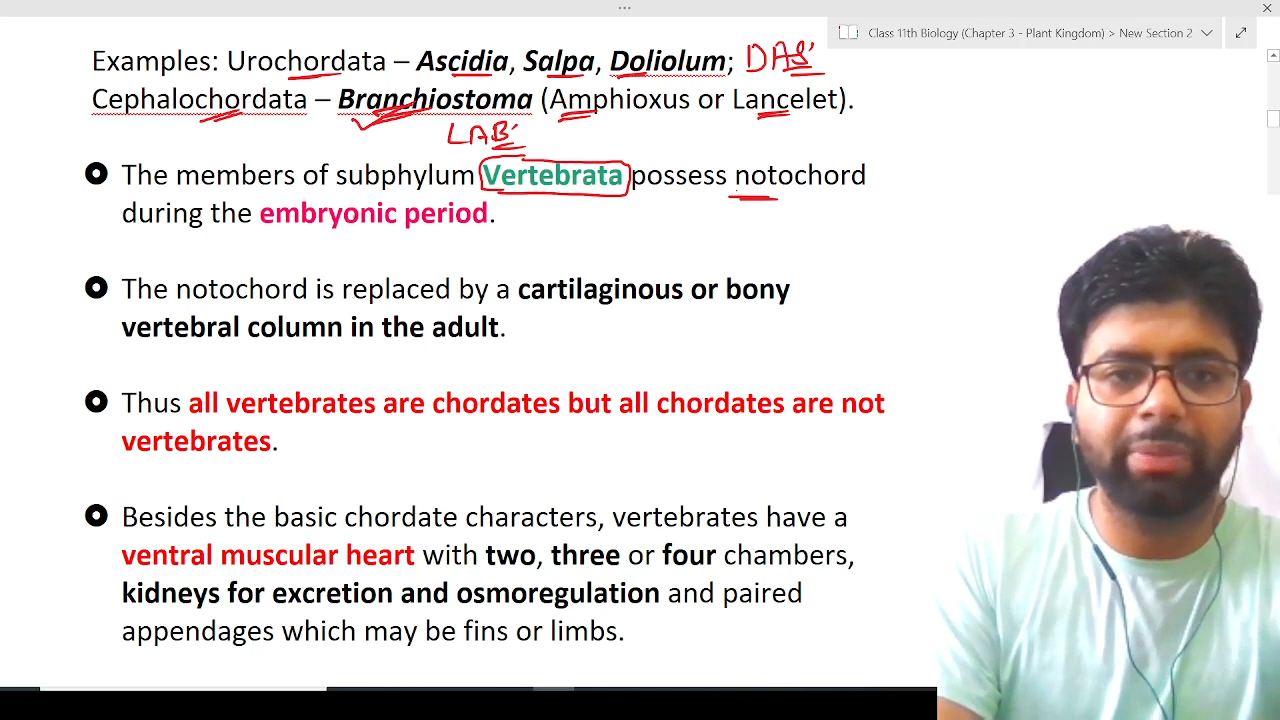 Class 11th Biology (Chapter 3 - Plant Kingdom) > New Section 2
Examples: Urochordata – Ascidia, Salpa, Doliolum; DAS'
Cephalochordata – Branchiostoma (Amphioxus or Lancelet).
LAB'
The members of subphylum Vertebrata possess notochord
during the embryonic period.
The notochord is replaced by a cartilaginous or bony
vertebral column in the adult.
Thus all vertebrates are chordates but all chordates are not
vertebrates.
Besides the basic chordate characters, vertebrates have a
ventral muscular heart with two, three or four chambers,
kidneys for excretion and osmoregulation and paired
appendages which may be fins or limbs.